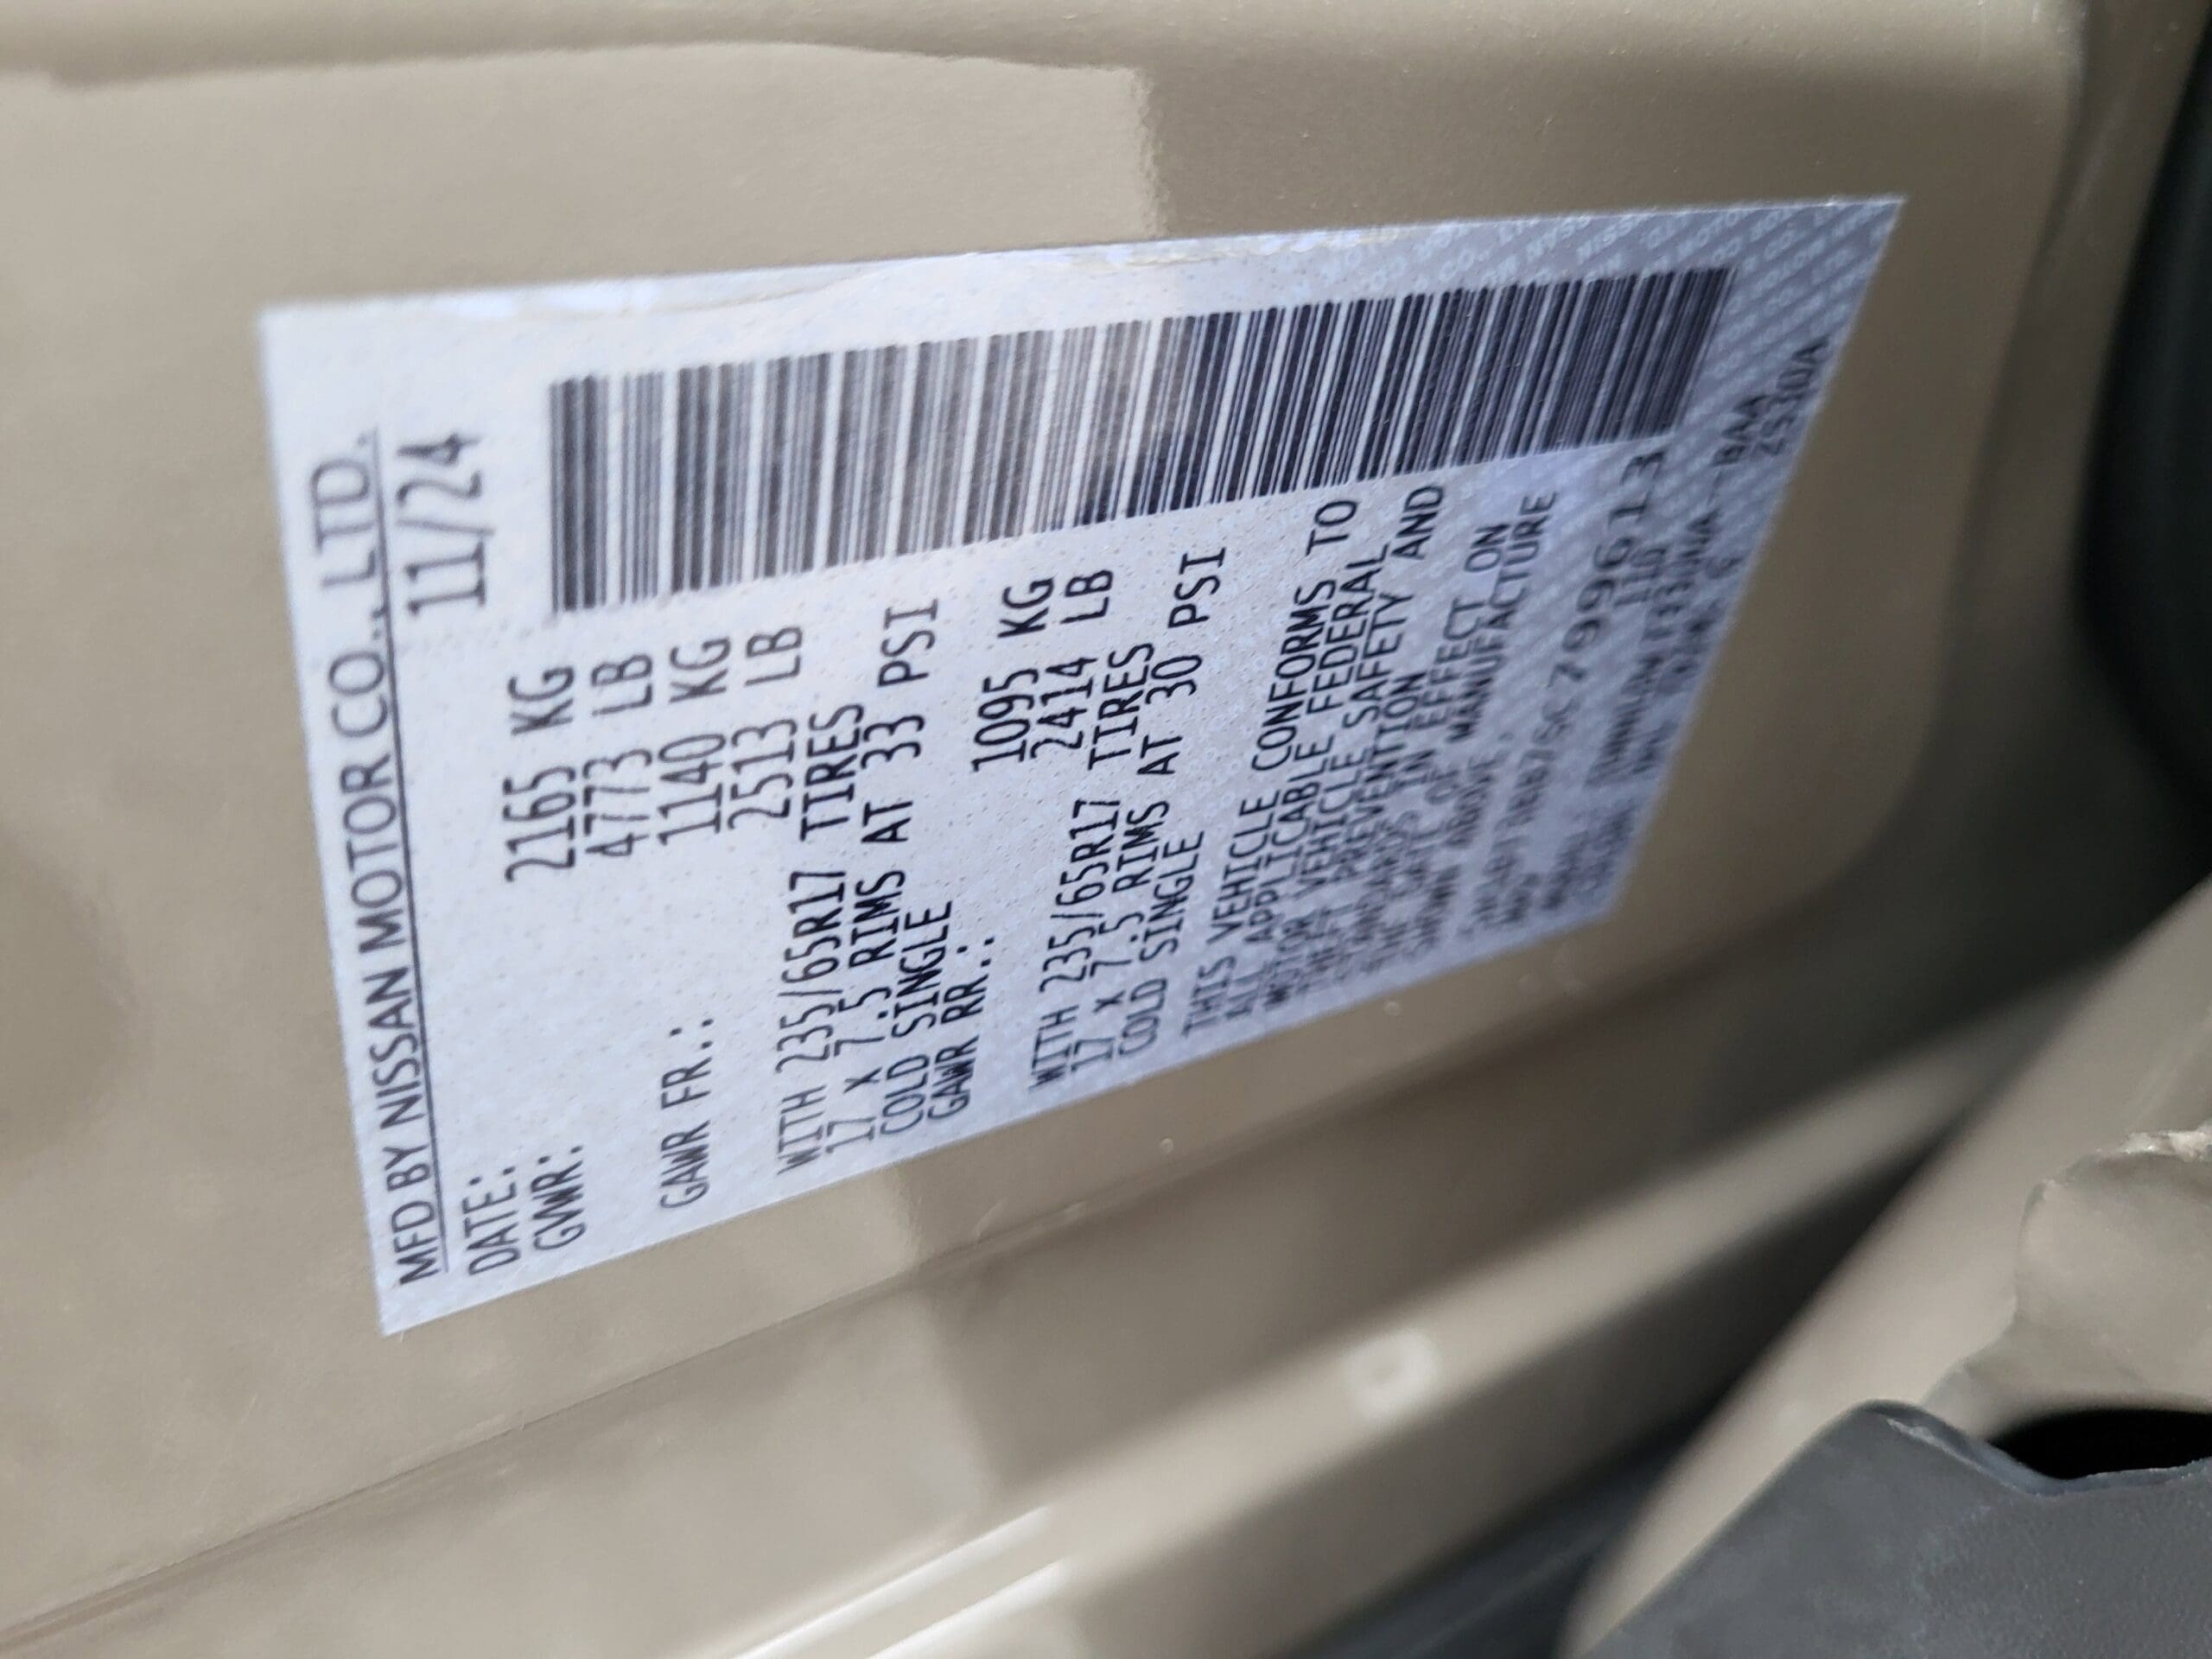 MFD BY NISSAN MOTOR CO., LTD.
DATE: 11/24
GVWR: 2165 KG
4773 LB
GAWR FR.: 1140 KG
2513 LB
WITH 235/65R17 TIRES
17 x 7.5 RIMS AT 33 PSI
COLD SINGLE
GAWR RR.: 1095 KG
2414 LB
WITH 235/65R17 TIRES
17 x 7.5 RIMS AT 30 PSI
COLD SINGLE
THIS VEHICLE CONFORMS TO
ALL APPLICABLE FEDERAL
MOTOR VEHICLE SAFETY AND
THEFT PREVENTION
STANDARDS IN EFFECT ON
THE DATE OF MANUFACTURE
SHOWN ABOVE.
MPV